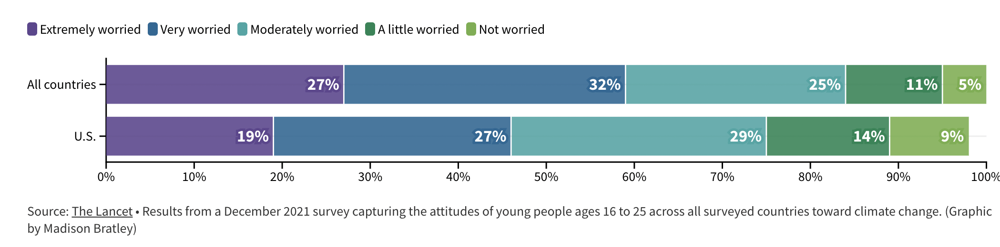 Extremely worried Very worried Moderately worried A little worried Not worried
All countries 27% 32% 25% 11% 5%
U.S. 19% 27% 29% 14% 9%
0% 10% 20% 30% 40% 50% 60% 70% 80% 90% 100%
Source: The Lancet • Results from a December 2021 survey capturing the attitudes of young people ages 16 to 25 across all surveyed countries toward climate change. (Graphic
by Madison Bratley)